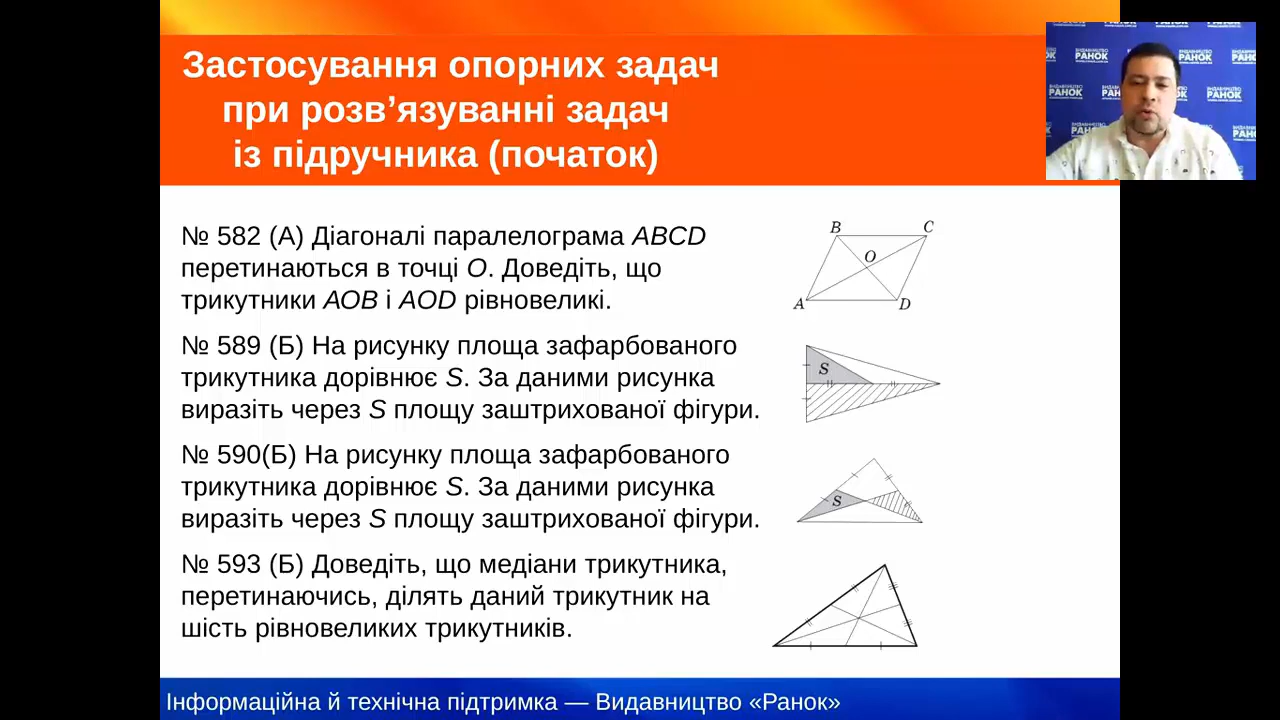 Застосування опорних задач
при розв’язуванні задач
із підручника (початок)
№ 582 (А) Діагоналі паралелограма ABCD
перетинаються в точці O. Доведіть, що
трикутники AOB і AOD рівновеликі.
№ 589 (Б) На рисунку площа зафарбованого
трикутника дорівнює S. За даними рисунка
виразіть через S площу заштрихованої фігури.
№ 590(Б) На рисунку площа зафарбованого
трикутника дорівнює S. За даними рисунка
виразіть через S площу заштрихованої фігури.
№ 593 (Б) Доведіть, що медіани трикутника,
перетинаючись, ділять даний трикутник на
шість рівновеликих трикутників.
B
C
O
A
D
S
S
Інформаційна й технічна підтримка — Видавництво «Ранок»
ВИДАВНИЦТВО
РАНОК